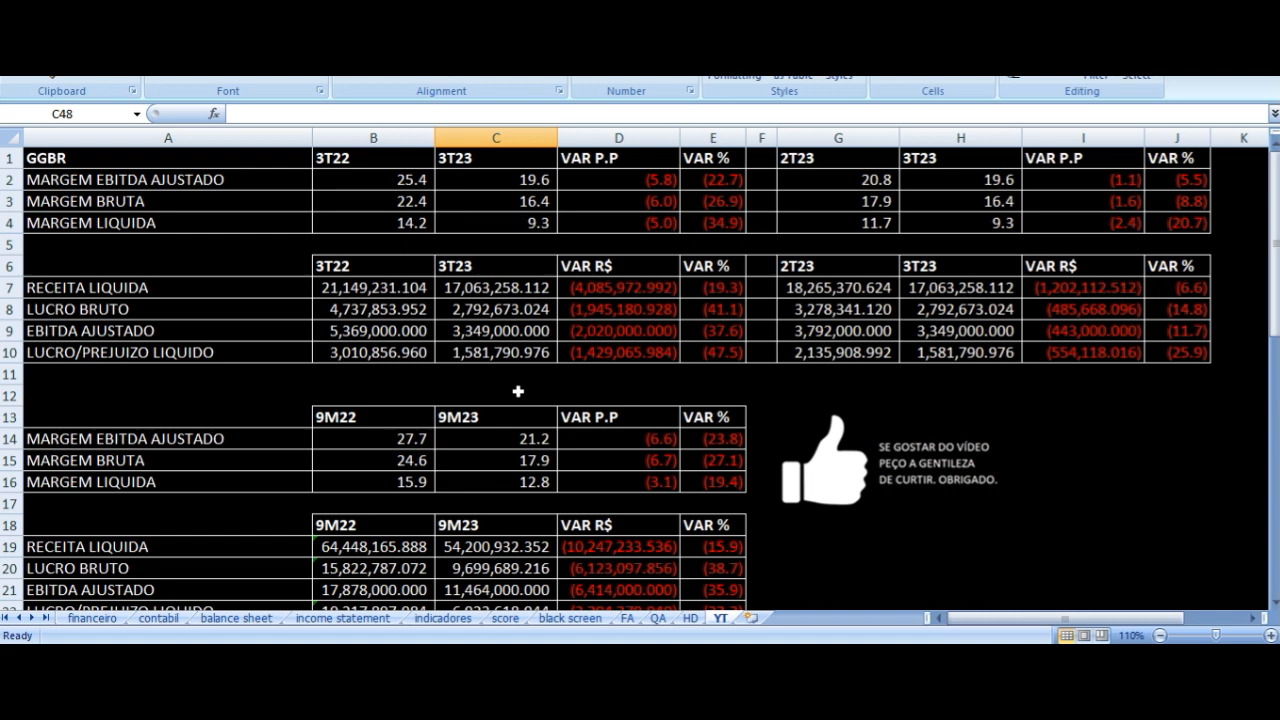 Formatting as Table Styles Filter Select
Clipboard Font Alignment Number Styles Cells Editing
C48 fx
A B C D E F G H I J K
1 GGBR 3T22 3T23 VAR P.P VAR % 2T23 3T23 VAR P.P VAR %
2 MARGEM EBITDA AJUSTADO 25.4 19.6 (5.8) (22.7) 20.8 19.6 (1.1) (5.5)
3 MARGEM BRUTA 22.4 16.4 (6.0) (26.9) 17.9 16.4 (1.6) (8.8)
4 MARGEM LIQUIDA 14.2 9.3 (5.0) (34.9) 11.7 9.3 (2.4) (20.7)
5
6 3T22 3T23 VAR R$ VAR % 2T23 3T23 VAR R$ VAR %
7 RECEITA LIQUIDA 21,149,231.104 17,063,258.112 (4,085,972.992) (19.3) 18,265,370.624 17,063,258.112 (1,202,112.512) (6.6)
8 LUCRO BRUTO 4,737,853.952 2,792,673.024 (1,945,180.928) (41.1) 3,278,341.120 2,792,673.024 (485,668.096) (14.8)
9 EBITDA AJUSTADO 5,369,000.000 3,349,000.000 (2,020,000.000) (37.6) 3,792,000.000 3,349,000.000 (443,000.000) (11.7)
10 LUCRO/PREJUIZO LIQUIDO 3,010,856.960 1,581,790.976 (1,429,065.984) (47.5) 2,135,908.992 1,581,790.976 (554,118.016) (25.9)
11
12
13 9M22 9M23 VAR P.P VAR %
14 MARGEM EBITDA AJUSTADO 27.7 21.2 (6.6) (23.8)
15 MARGEM BRUTA 24.6 17.9 (6.7) (27.1)
16 MARGEM LIQUIDA 15.9 12.8 (3.1) (19.4)
SE GOSTAR DO VÍDEO
PEÇO A GENTILEZA
DE CURTIR. OBRIGADO.
17
18 9M22 9M23 VAR R$ VAR %
19 RECEITA LIQUIDA 64,448,165.888 54,200,932.352 (10,247,233.536) (15.9)
20 LUCRO BRUTO 15,822,787.072 9,699,689.216 (6,123,097.856) (38.7)
21 EBITDA AJUSTADO 17,878,000.000 11,464,000.000 (6,414,000.000) (35.9)
LUCRO/PREJUIZO LIQUIDO
financeiro contabil balance sheet income statement indicadores score black screen FA QA HD YT
Ready 110%